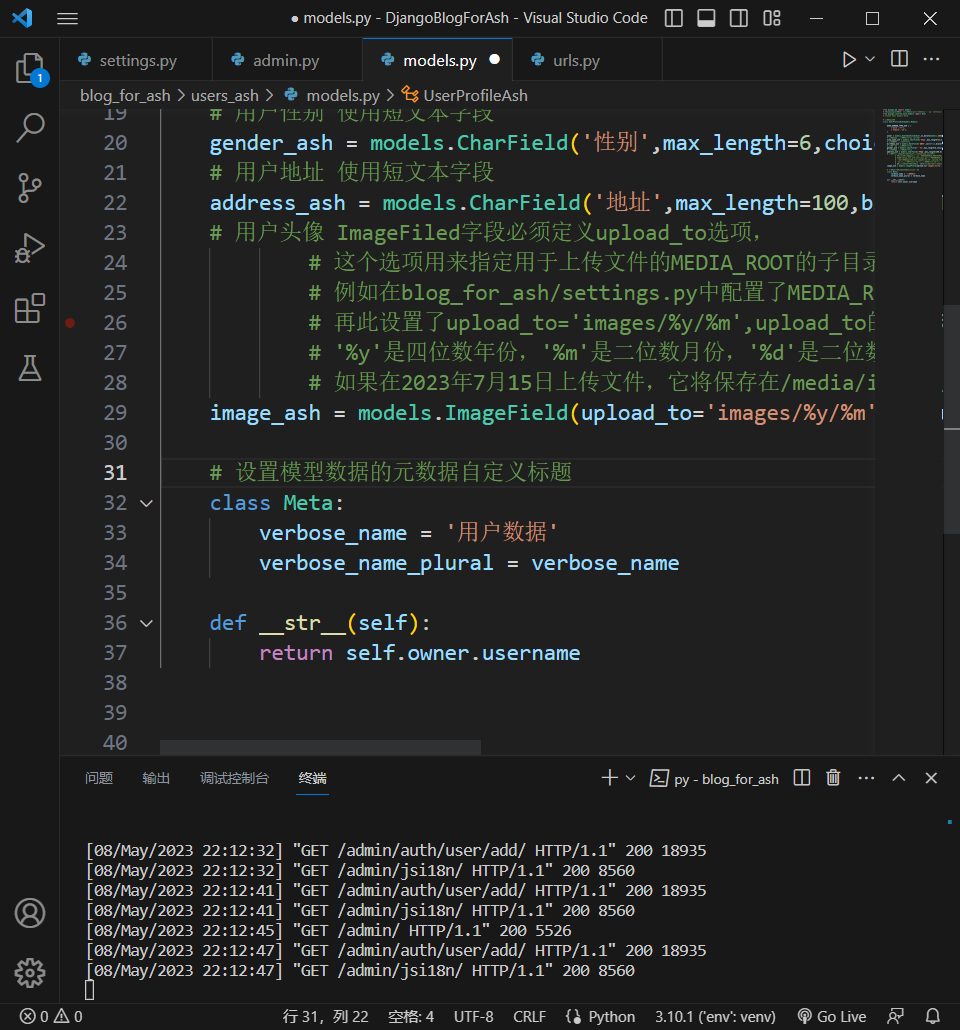 models.py - DjangoBlogForAsh - Visual Studio Code
settings.py admin.py models.py urls.py
1
blog_for_ash > users_ash > models.py > UserProfileAsh
19 # 用户性别 使用短文本字段
20 gender_ash = models.CharField('性别',max_length=6,choi
21 # 用户地址 使用短文本字段
22 address_ash = models.CharField('地址',max_length=100,b
23 # 用户头像 ImageFiled字段必须定义upload_to选项，
24 # 这个选项用来指定用于上传文件的MEDIA_ROOT的子目录
25 # 例如在blog_for_ash/settings.py中配置了MEDIA_R
26 # 再此设置了upload_to='images/%y/%m',upload_to的
27 # '%y'是四位数年份，'%m'是二位数月份，'%d'是二位数
28 # 如果在2023年7月15日上传文件，它将保存在/media/i
29 image_ash = models.ImageField(upload_to='images/%y/%m'
30
31 # 设置模型数据的元数据自定义标题
32 class Meta:
33 verbose_name = '用户数据'
34 verbose_name_plural = verbose_name
35
36 def __str__(self):
37 return self.owner.username
38
39
40
问题 输出 调试控制台 终端 py - blog_for_ash
[08/May/2023 22:12:32] "GET /admin/auth/user/add/ HTTP/1.1" 200 18935
[08/May/2023 22:12:32] "GET /admin/jsi18n/ HTTP/1.1" 200 8560
[08/May/2023 22:12:41] "GET /admin/auth/user/add/ HTTP/1.1" 200 18935
[08/May/2023 22:12:41] "GET /admin/jsi18n/ HTTP/1.1" 200 8560
[08/May/2023 22:12:45] "GET /admin/ HTTP/1.1" 200 5526
[08/May/2023 22:12:47] "GET /admin/auth/user/add/ HTTP/1.1" 200 18935
[08/May/2023 22:12:47] "GET /admin/jsi18n/ HTTP/1.1" 200 8560
0 0 行 31，列 22 空格: 4 UTF-8 CRLF Python 3.10.1 ('env': venv) Go Live